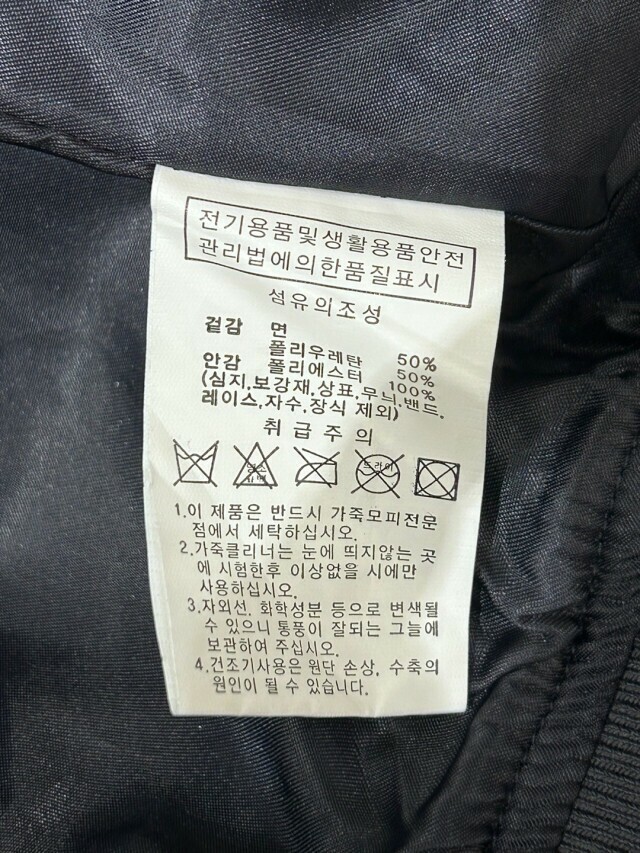 전기용품및생활용품안전
관리법에의한품질표시
섬유의조성
겉감 면 50%
폴리우레탄 50%
안감 폴리에스터 100%
(심지.보강재.상표.무늬.밴드.
레이스.자수.장식 제외)
취급주의
염소
표백
드라이
1.이 제품은 반드시 가죽모피전문
점에서 세탁하십시오.
2.가죽클리너는 눈에 띄지않는 곳
에 시험한후 이상없을 시에만
사용하십시오.
3.자외선, 화학성분 등으로 변색될
수 있으니 통풍이 잘되는 그늘에
보관하여 주십시오.
4.건조기사용은 원단 손상, 수축의
원인이 될 수 있습니다.